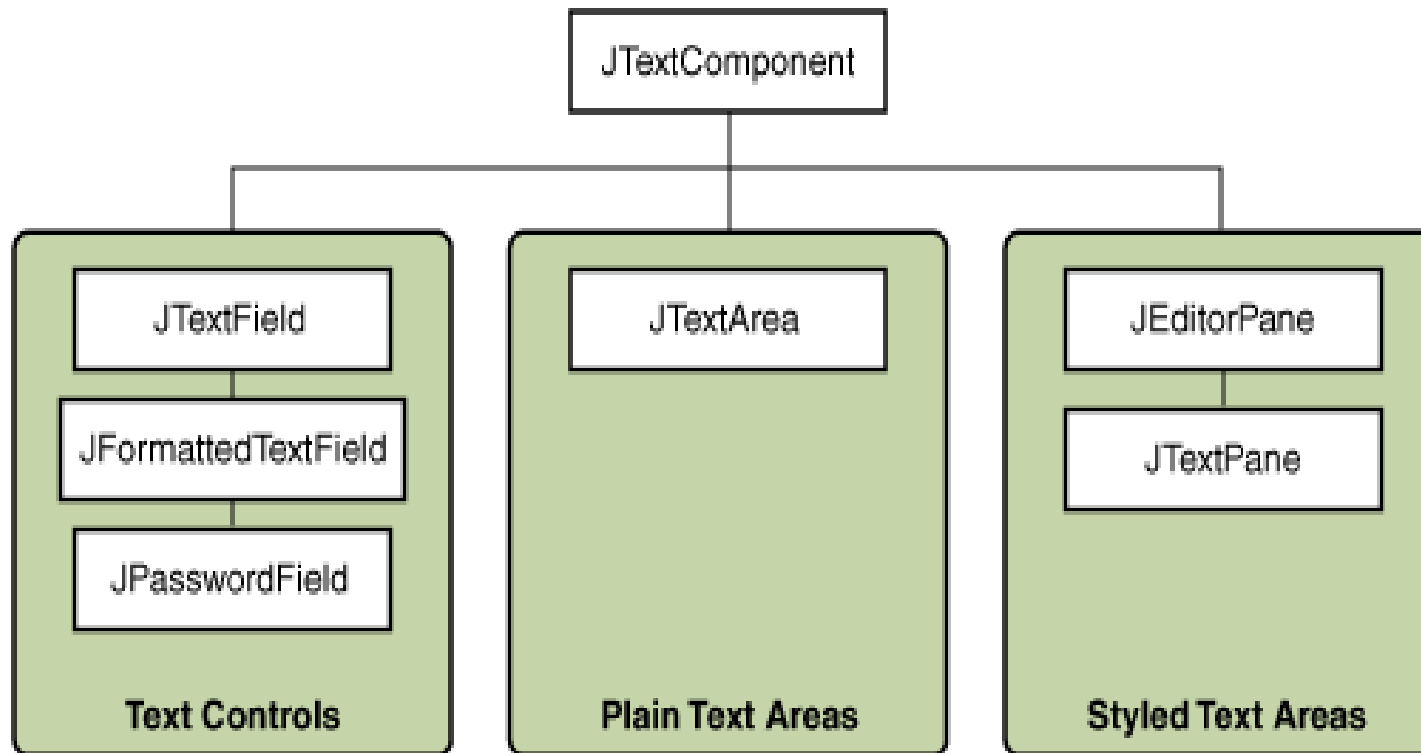 JTextComponent
JTextField
JFormattedTextField
JPasswordField
Text Controls
JTextArea
Plain Text Areas
JEditorPane
JTextPane
Styled Text Areas